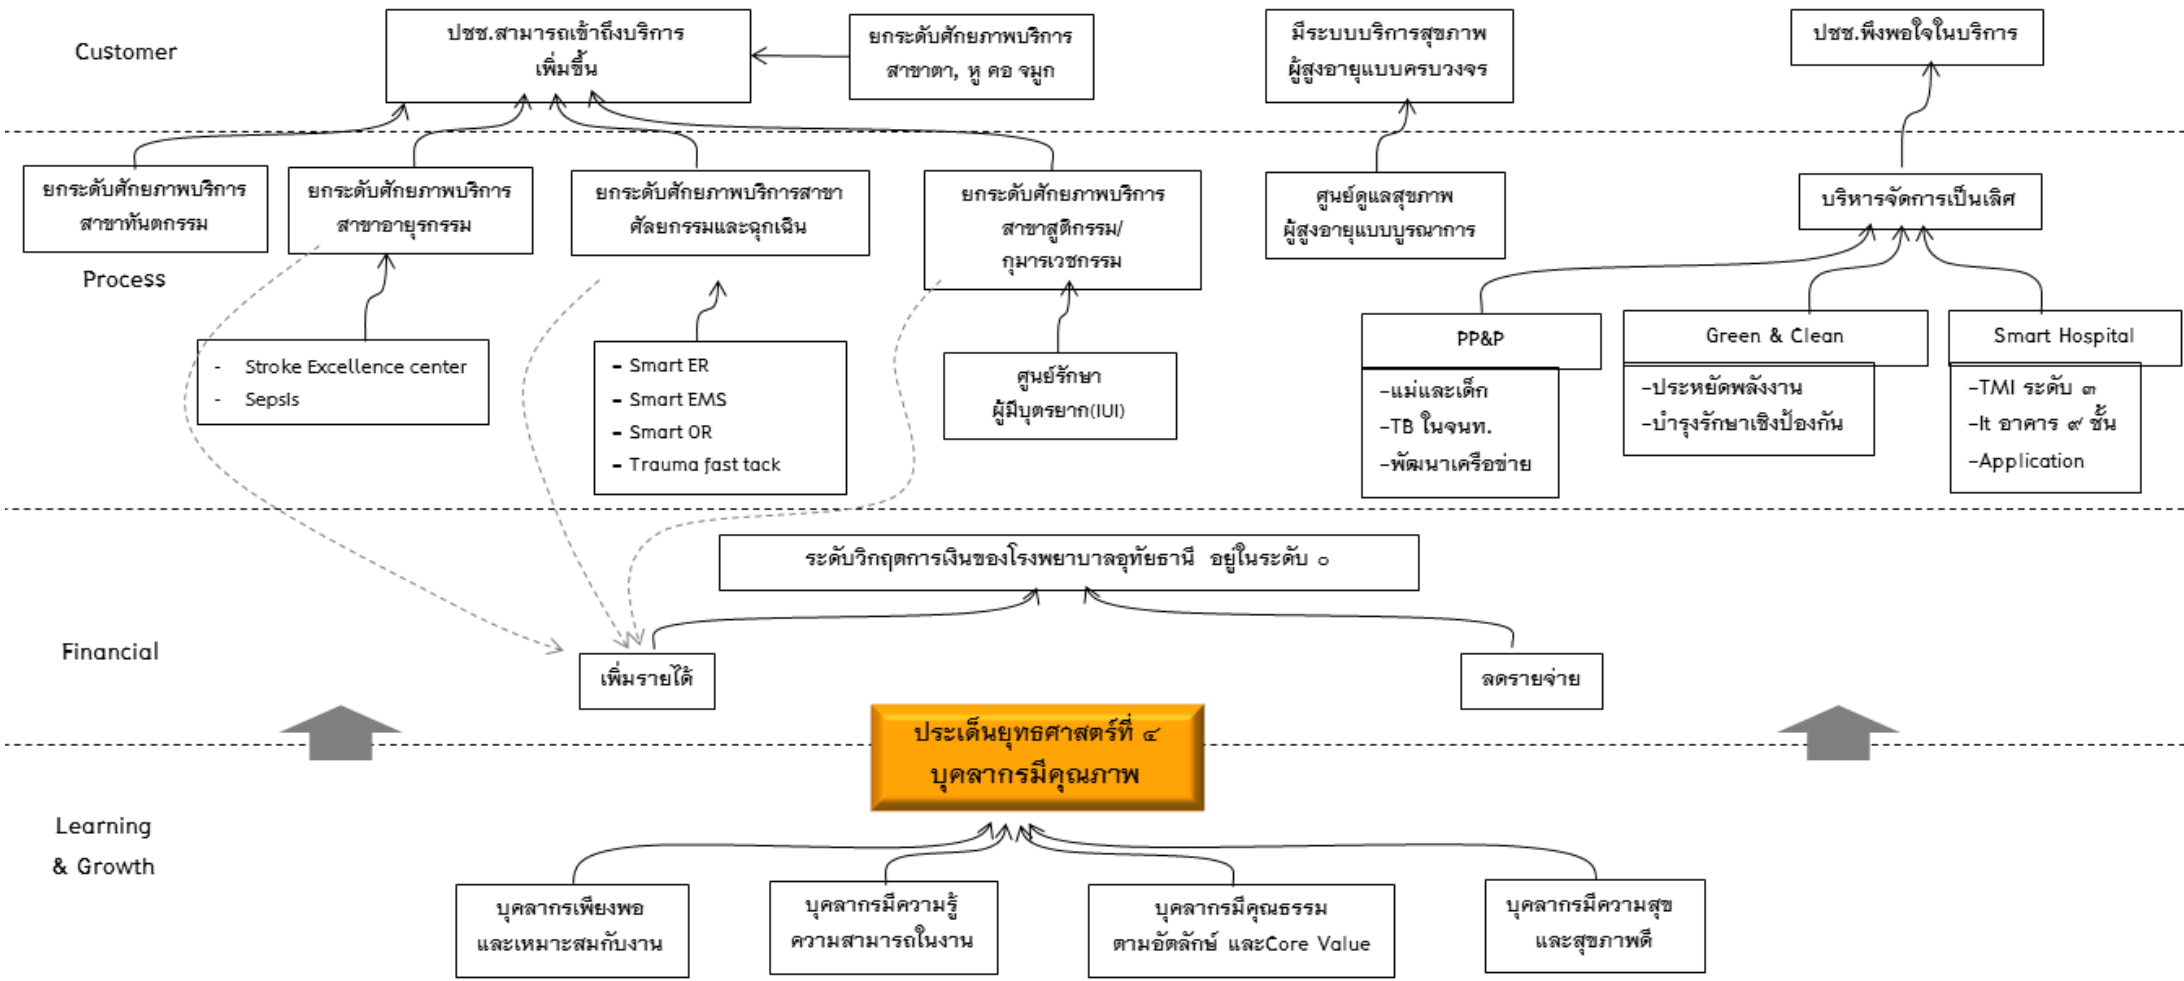 Customer
ปชช.สามารถเข้าถึงบริการ
เพิ่มขึ้น
ยกระดับศักยภาพบริการ
สาขาตา, หู คอ จมูก
มีระบบบริการสุขภาพ
ผู้สูงอายุแบบครบวงจร
ปชช.พึงพอใจในบริการ
Process
ยกระดับศักยภาพบริการ
สาขาทันตกรรม
ยกระดับศักยภาพบริการ
สาขาอายุรกรรม
ยกระดับศักยภาพบริการสาขา
ศัลยกรรมและฉุกเฉิน
ยกระดับศักยภาพบริการ
สาขาสูติกรรม/
กุมารเวชกรรม
ศูนย์ดูแลสุขภาพ
ผู้สูงอายุแบบบูรณาการ
บริหารจัดการเป็นเลิศ
- Stroke Excellence center
- Sepsis
- Smart ER
- Smart EMS
- Smart OR
- Trauma fast tack
ศูนย์รักษา
ผู้มีบุตรยาก(IUI)
PP&P
-แม่และเด็ก
-TB ในจนท.
-พัฒนาเครือข่าย
Green & Clean
-ประหยัดพลังงาน
-บำรุงรักษาเชิงป้องกัน
Smart Hospital
-TMI ระดับ ๓
-It อาคาร ๙ ชั้น
-Application
Financial
ระดับวิกฤตการเงินของโรงพยาบาลอุทัยธานี อยู่ในระดับ ๐
เพิ่มรายได้
ลดรายจ่าย
ประเด็นยุทธศาสตร์ที่ ๔
บุคลากรมีคุณภาพ
Learning
& Growth
บุคลากรเพียงพอ
และเหมาะสมกับงาน
บุคลากรมีความรู้
ความสามารถในงาน
บุคลากรมีคุณธรรม
ตามอัตลักษ์ และCore Value
บุคลากรมีความสุข
และสุขภาพดี